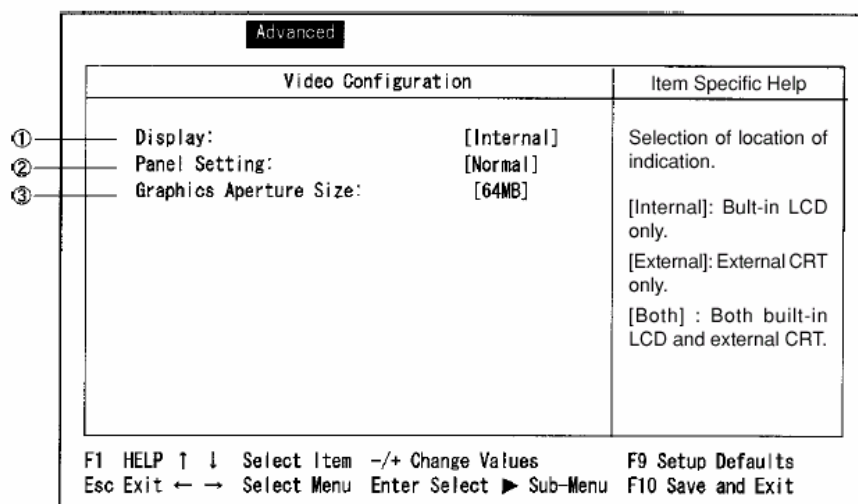 Advanced
Video Configuration
Item Specific Help
① Display: [Internal]
② Panel Setting: [Normal]
③ Graphics Aperture Size: [64MB]
Selection of location of
indication.
[Internal]: Bult-in LCD
only.
[External]: External CRT
only.
[Both] : Both built-in
LCD and external CRT.
F1 HELP ↑ ↓ Select Item -/+ Change Values F9 Setup Defaults
Esc Exit ← → Select Menu Enter Select ▶ Sub-Menu F10 Save and Exit